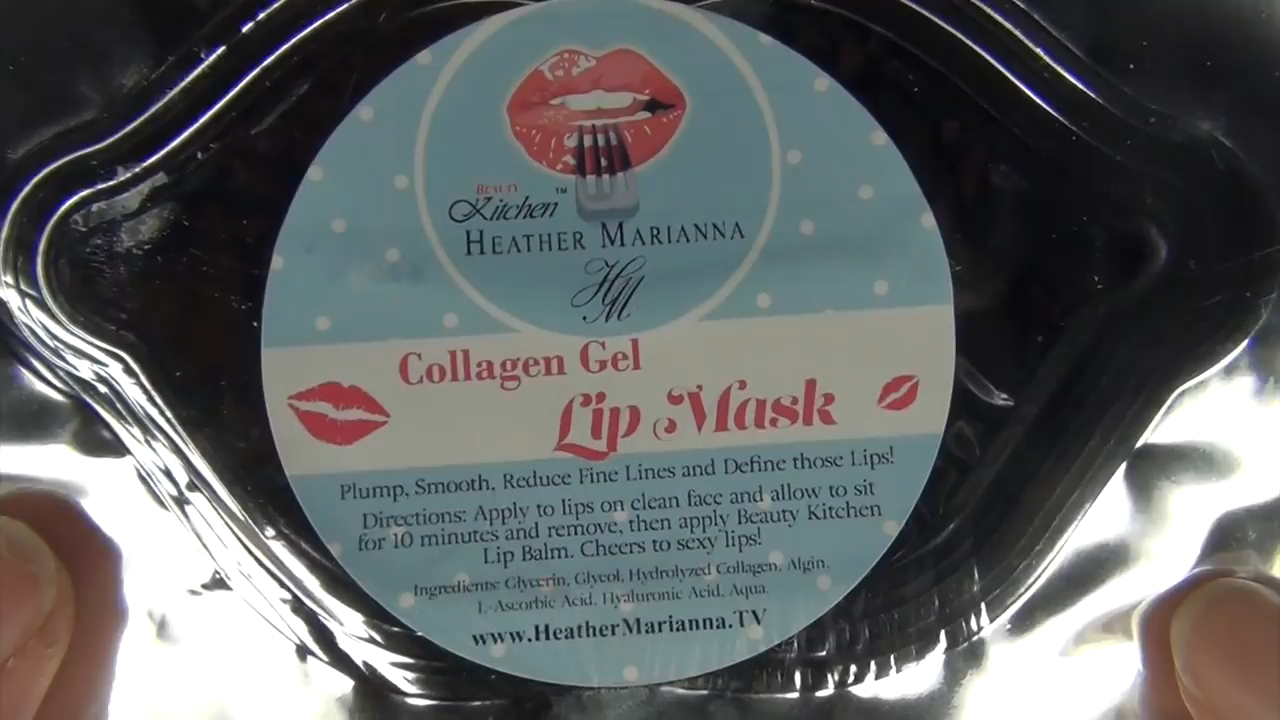 BEAUTY
Kitchen™
HEATHER MARIANNA
HM
Collagen Gel
Lip Mask
Plump, Smooth, Reduce Fine Lines and Define those Lips!
Directions: Apply to lips on clean face and allow to sit
for 10 minutes and remove, then apply Beauty Kitchen
Lip Balm. Cheers to sexy lips!
Ingredients: Glycerin, Glycol, Hydrolyzed Collagen, Algin,
L-Ascorbic Acid, Hyaluronic Acid, Aqua.
www.HeatherMarianna.TV